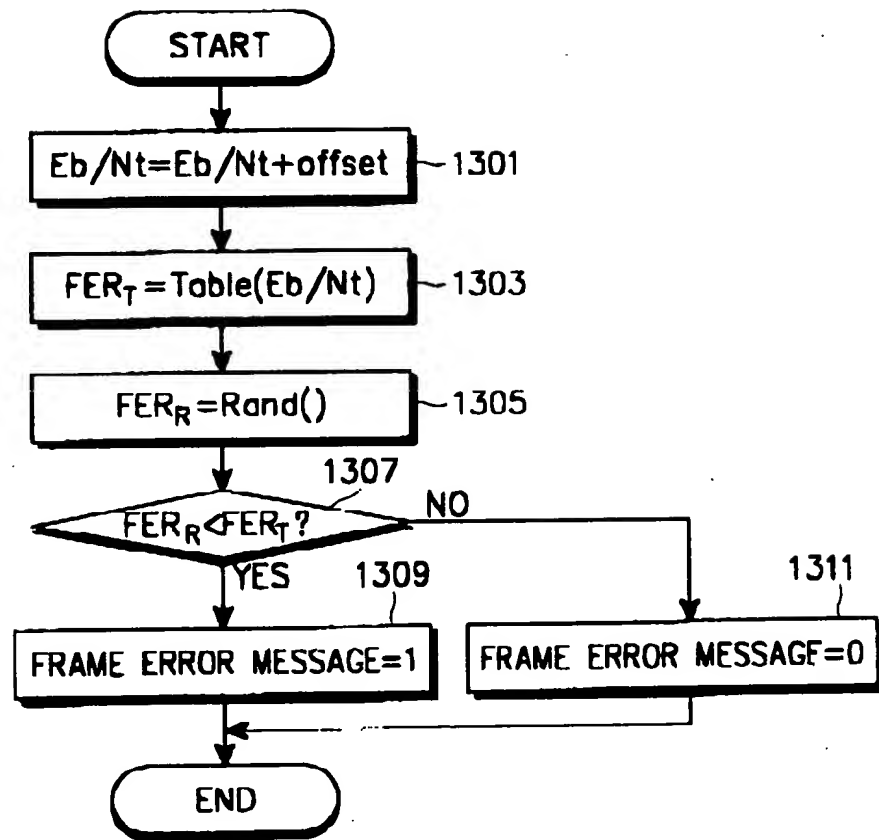 START
Eb/Nt=Eb/Nt+offset
1301
FER_T=Table(Eb/Nt)
1303
FER_R=Rand()
1305
1307
FER_R<FER_T?
NO
YES
1309
1311
FRAME ERROR MESSAGE=1
FRAME ERROR MESSAGE=0
END